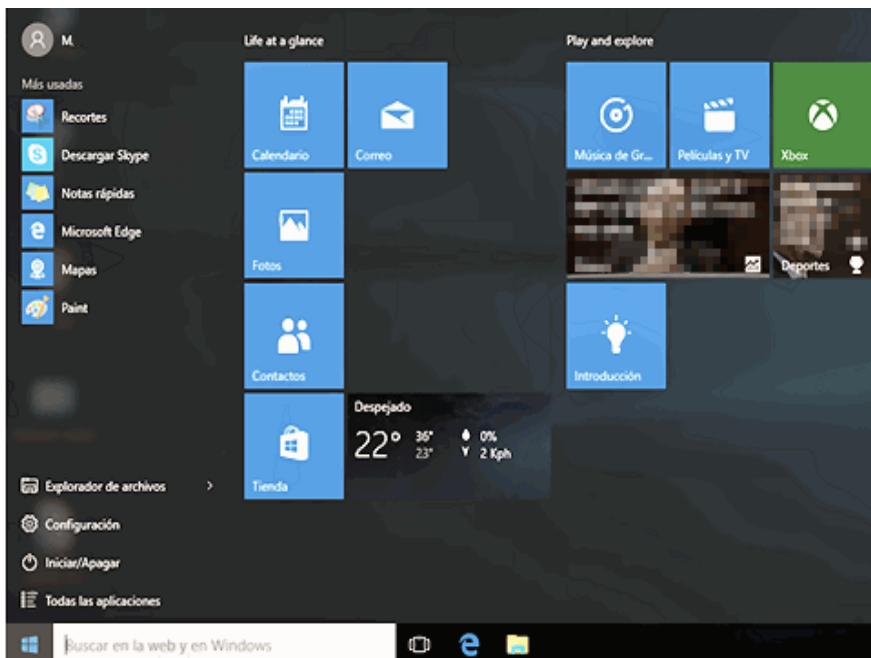 M.
Más usadas
Recortes
Descargar Skype
Notas rápidas
Microsoft Edge
Mapas
Paint
Explorador de archivos
Configuración
Iniciar/Apagar
Todas las aplicaciones
Buscar en la web y en Windows
Life at a glance
Calendario
Correo
Fotos
Contactos
Tienda
Despejado
22° 36° 0%
23° 2 Kph
Play and explore
Música de Gr...
Películas y TV
Xbox
Deportes
Introducción